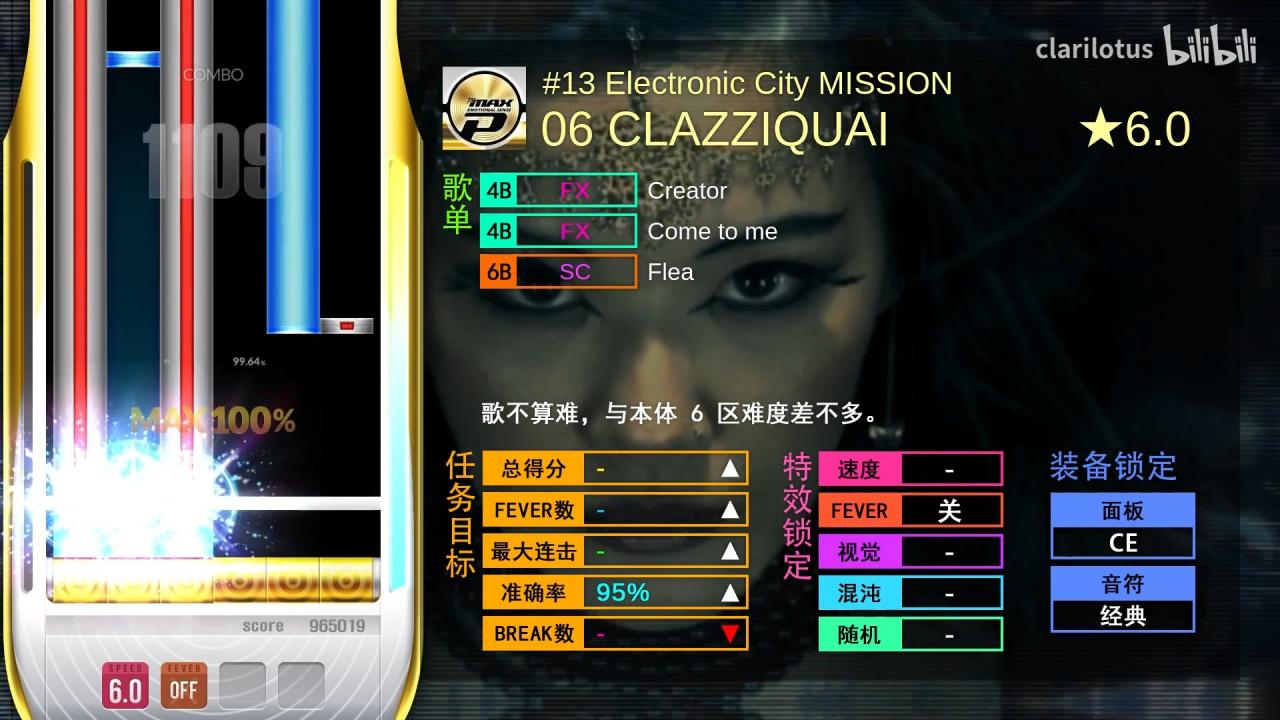 clarilotus bilibili
#13 Electronic City MISSION
06 CLAZZIQUAI
★6.0
歌单
4B FX Creator
4B FX Come to me
6B SC Flea
歌不算难，与本体 6 区难度差不多。
任务目标
总得分 - ▲
FEVER数 - ▲
最大连击 - ▲
准确率 95% ▲
BREAK数 - ▼
特效锁定
速度 -
FEVER 关
视觉 -
混沌 -
随机 -
装备锁定
面板
CE
音符
经典
COMBO
1109
99.64%
MAX 100%
score 965019
SPEED
6.0
FEVER
OFF